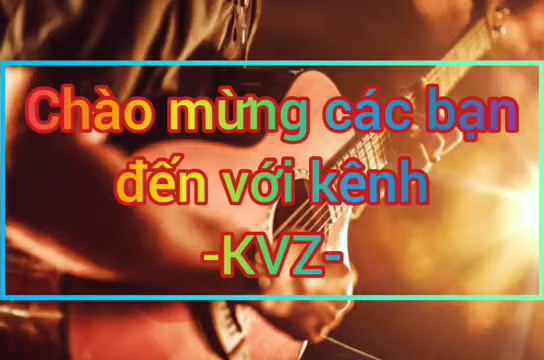 Chào mừng các bạn
đến với kênh
-KVZ-